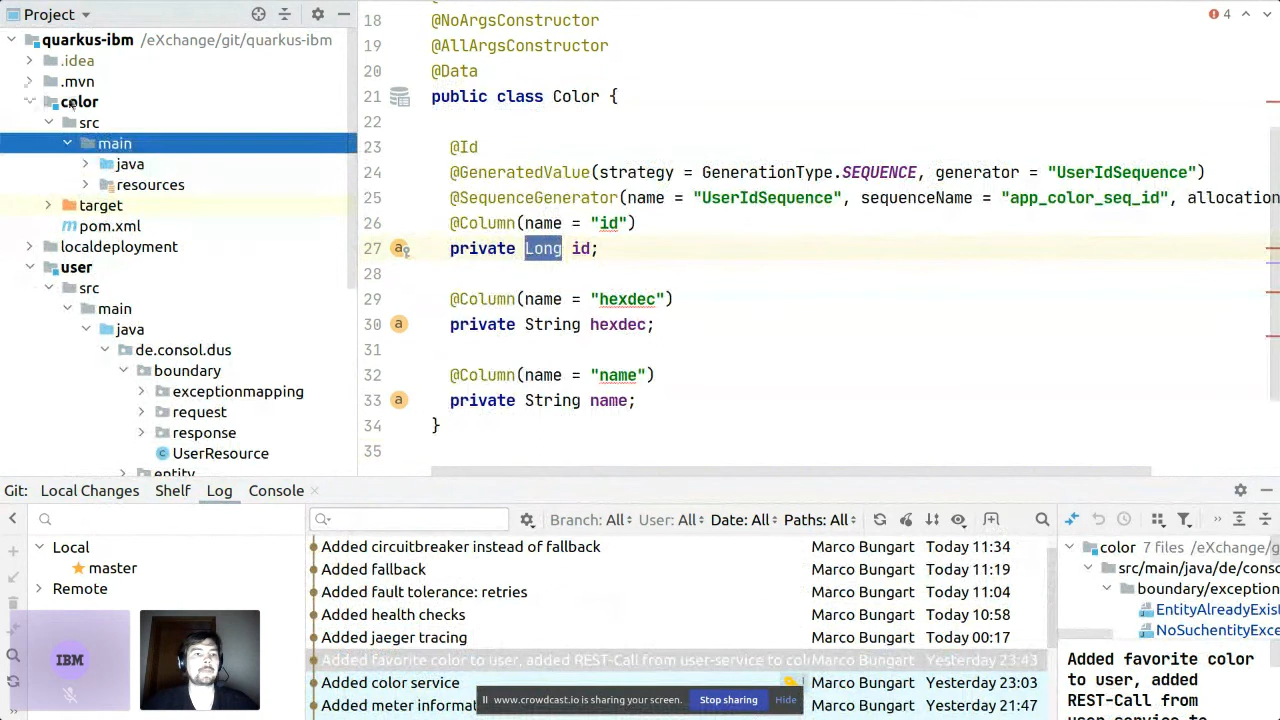 Project
quarkus-ibm /eXchange/git/quarkus-ibm
.idea
.mvn
color
src
main
java
resources
target
pom.xml
localdeployment
user
src
main
java
de.consol.dus
boundary
exceptionmapping
request
response
UserResource
entity
4
18 @NoArgsConstructor
19 @AllArgsConstructor
20 @Data
21 public class Color {
22
23 @Id
24 @GeneratedValue(strategy = GenerationType.SEQUENCE, generator = "UserIdSequence")
25 @SequenceGenerator(name = "UserIdSequence", sequenceName = "app_color_seq_id", allocation
26 @Column(name = "id")
27 private Long id;
28
29 @Column(name = "hexdec")
30 private String hexdec;
31
32 @Column(name = "name")
33 private String name;
34 }
35
Git: Local Changes Shelf Log Console
Branch: All User: All Date: All Paths: All
Local
master
Remote
Added circuitbreaker instead of fallback Marco Bungart Today 11:34
Added fallback Marco Bungart Today 11:19
Added fault tolerance: retries Marco Bungart Today 11:04
Added health checks Marco Bungart Today 10:58
Added jaeger tracing Marco Bungart Today 00:17
Added favorite color to user, added REST-Call from user-service to col Marco Bungart Yesterday 23:43
Added color service Marco Bungart Yesterday 23:03
Added meter informat Marco Bungart Yesterday 21:47
color 7 files /eXchange/g
src/main/java/de/conso
boundary/exception
EntityAlreadyExist
NoSuchentityExce
Added favorite color
to user, added
REST-Call from
user-service to
IBM
www.crowdcast.io is sharing your screen. Stop sharing Hide